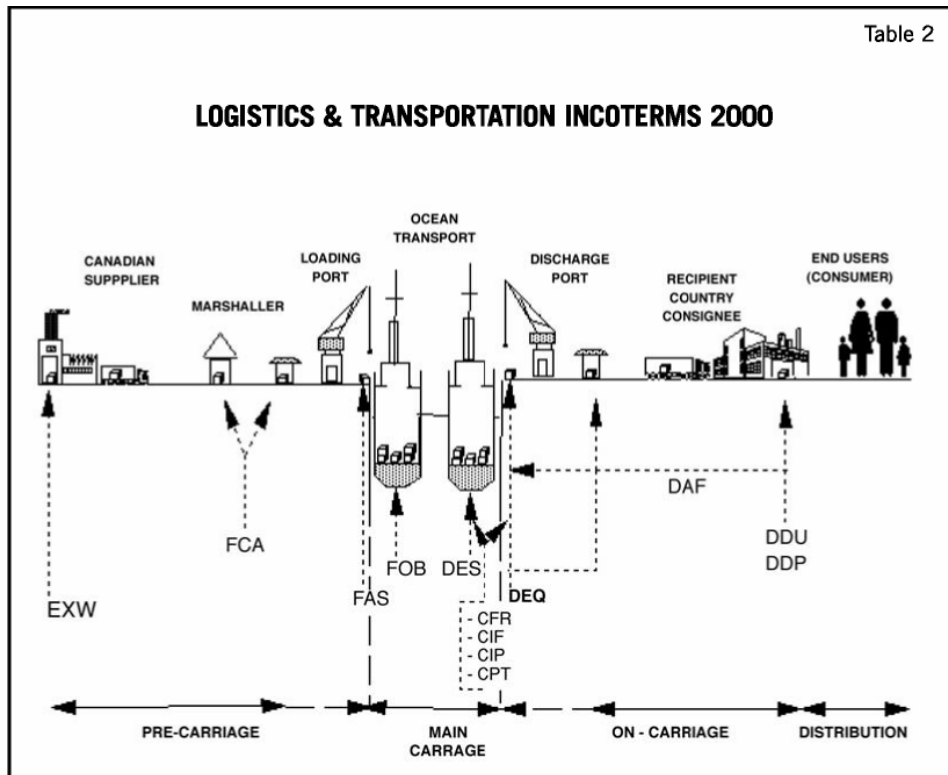 Table 2
LOGISTICS & TRANSPORTATION INCOTERMS 2000
OCEAN
TRANSPORT
CANADIAN
SUPPPLIER
MARSHALLER
LOADING
PORT
DISCHARGE
PORT
RECIPIENT
COUNTRY
CONSIGNEE
END USERS
(CONSUMER)
EXW
FCA
FAS
FOB
DES
DEQ
DAF
DDU
DDP
- CFR
- CIF
- CIP
- CPT
PRE-CARRIAGE
MAIN
CARRAGE
ON - CARRIAGE
DISTRIBUTION